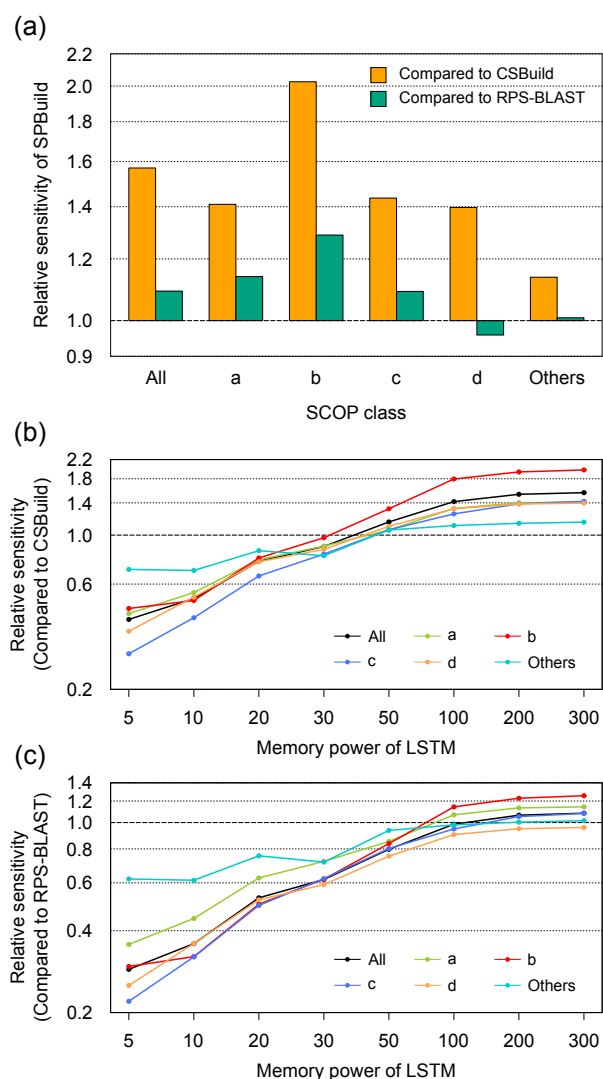 (a)
Relative sensitivity of SPBuild
2.2
2.0
1.8
1.6
1.4
1.2
1.0
0.9
Compared to CSBuild
Compared to RPS-BLAST
All a b c d Others
SCOP class
(b)
Relative sensitivity
(Compared to CSBuild)
2.2
1.8
1.4
1.0
0.6
0.2
All a b
c d Others
5 10 20 30 50 100 200 300
Memory power of LSTM
(c)
Relative sensitivity
(Compared to RPS-BLAST)
1.4
1.2
1.0
0.8
0.6
0.4
0.2
All a b
c d Others
5 10 20 30 50 100 200 300
Memory power of LSTM